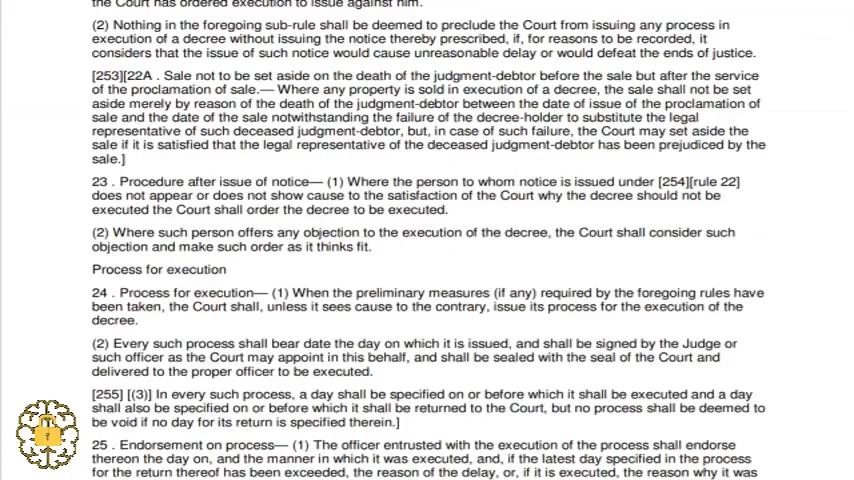 the Court has ordered execution to issue against him.
(2) Nothing in the foregoing sub-rule shall be deemed to preclude the Court from issuing any process in
execution of a decree without issuing the notice thereby prescribed, if, for reasons to be recorded, it
considers that the issue of such notice would cause unreasonable delay or would defeat the ends of justice.
[253][22A . Sale not to be set aside on the death of the judgment-debtor before the sale but after the service
of the proclamation of sale.— Where any property is sold in execution of a decree, the sale shall not be set
aside merely by reason of the death of the judgment-debtor between the date of issue of the proclamation of
sale and the date of the sale notwithstanding the failure of the decree-holder to substitute the legal
representative of such deceased judgment-debtor, but, in case of such failure, the Court may set aside the
sale if it is satisfied that the legal representative of the deceased judgment-debtor has been prejudiced by the
sale.]
23 . Procedure after issue of notice— (1) Where the person to whom notice is issued under [254][rule 22]
does not appear or does not show cause to the satisfaction of the Court why the decree should not be
executed the Court shall order the decree to be executed.
(2) Where such person offers any objection to the execution of the decree, the Court shall consider such
objection and make such order as it thinks fit.
Process for execution
24 . Process for execution— (1) When the preliminary measures (if any) required by the foregoing rules have
been taken, the Court shall, unless it sees cause to the contrary, issue its process for the execution of the
decree.
(2) Every such process shall bear date the day on which it is issued, and shall be signed by the Judge or
such officer as the Court may appoint in this behalf, and shall be sealed with the seal of the Court and
delivered to the proper officer to be executed.
[255] [(3)] In every such process, a day shall be specified on or before which it shall be executed and a day
shall also be specified on or before which it shall be returned to the Court, but no process shall be deemed to
be void if no day for its return is specified therein.]
25 . Endorsement on process— (1) The officer entrusted with the execution of the process shall endorse
thereon the day on, and the manner in which it was executed, and, if the latest day specified in the process
for the return thereof has been exceeded, the reason of the delay, or, if it is executed, the reason why it was